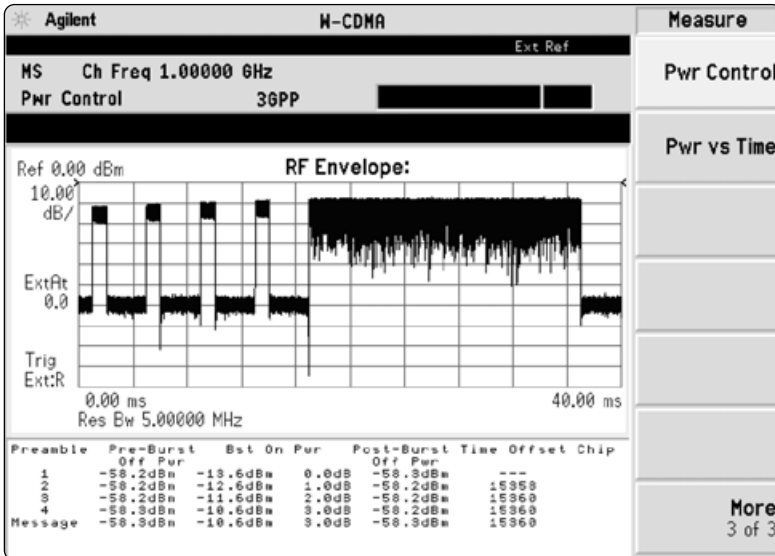 Agilent
W-CDMA
Measure
Ext Ref
MS Ch Freq 1.00000 GHz
Pwr Control 3GPP
Pwr Control
Pwr vs Time
Ref 0.00 dBm
RF Envelope:
10.00
dB/
ExtAt
0.0
Trig
Ext:R
0.00 ms 40.00 ms
Res Bw 5.00000 MHz
Preamble Pre-Burst Bst On Pwr Post-Burst Time Offset Chip
Off Pwr Off Pwr
1 -58.2dBm -13.6dBm 0.0dB -58.3dBm ---
2 -58.2dBm -12.6dBm 1.0dB -58.2dBm 15358
3 -58.2dBm -11.6dBm 2.0dB -58.2dBm 15360
4 -58.3dBm -10.6dBm 3.0dB -58.2dBm 15360
Message -58.3dBm -10.6dBm 3.0dB -58.2dBm 15360
More
3 of 3